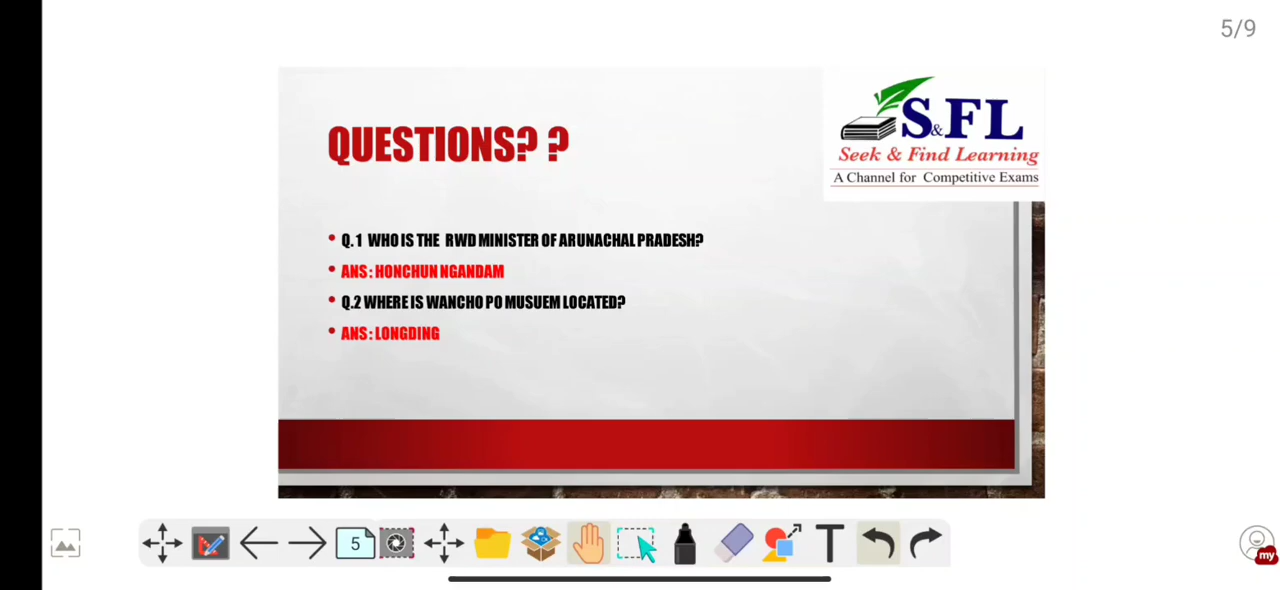 5/9
S&FL
Seek & Find Learning
A Channel for Competitive Exams
QUESTIONS? ?
• Q.1 WHO IS THE RWD MINISTER OF ARUNACHAL PRADESH?
• ANS : HONCHUN NGANDAM
• Q.2 WHERE IS WANCHO PO MUSUEM LOCATED?
• ANS : LONGDING
5
T
my